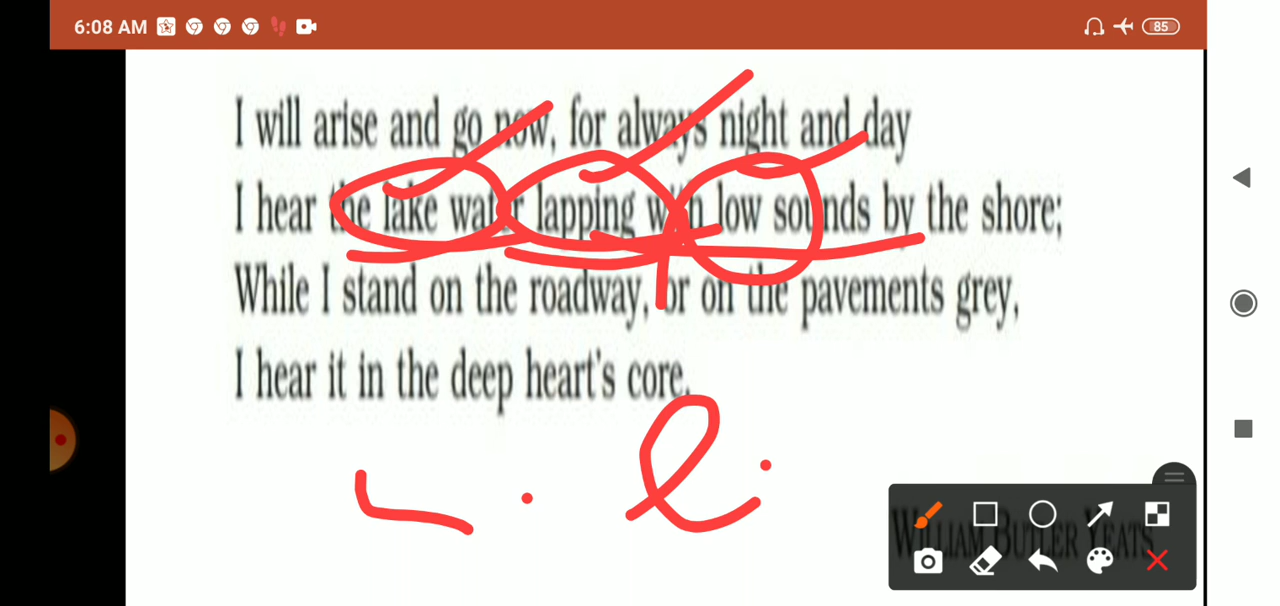 6:08 AM 85
I will arise and go now, for always night and day
I hear the lake water lapping with low sounds by the shore;
While I stand on the roadway, or on the pavements grey,
I hear it in the deep heart's core.
L . l .
WILLIAM BUTLER YEATS